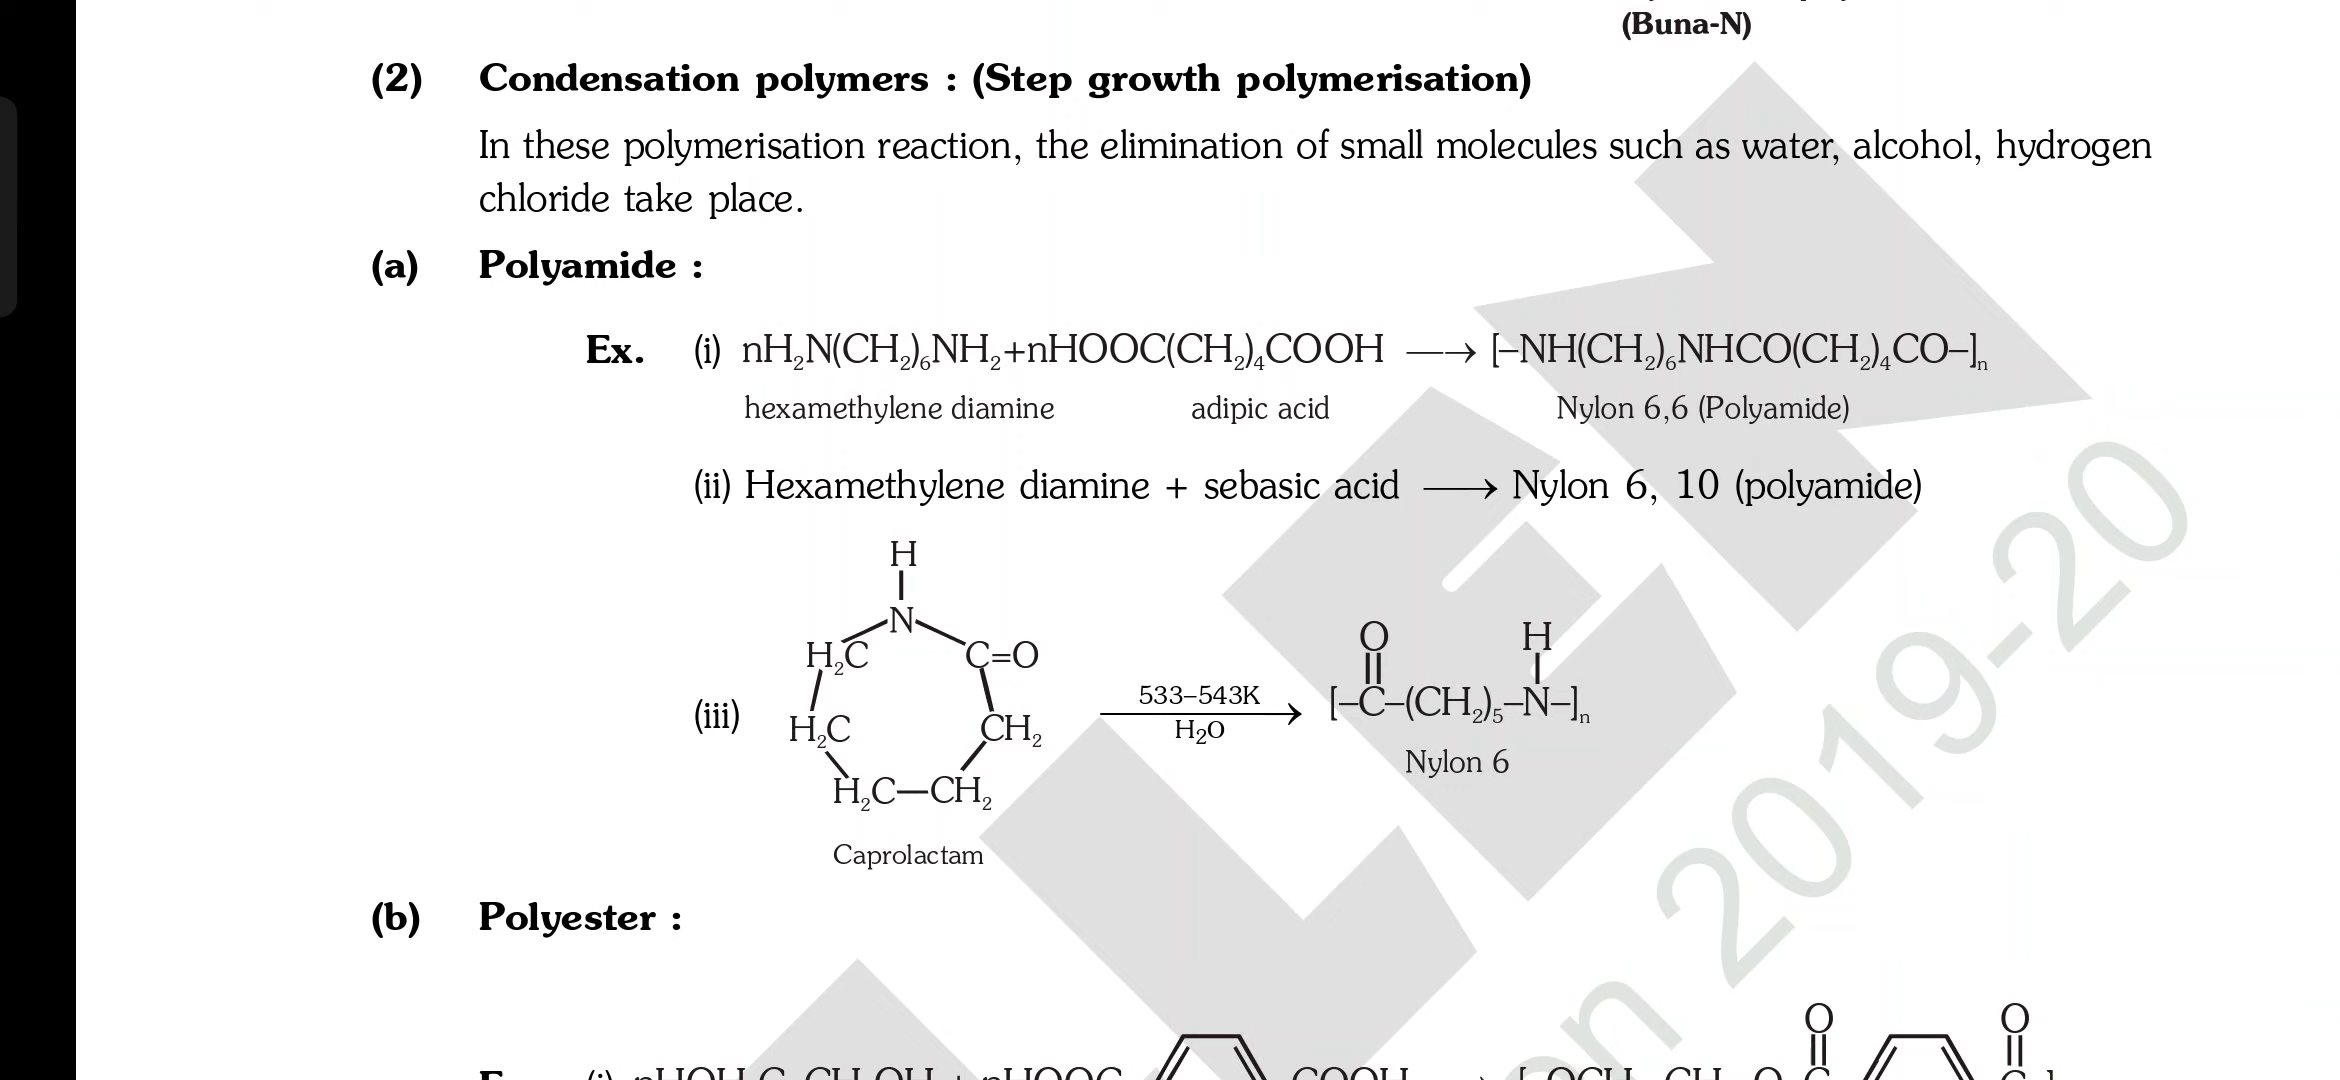 (Buna-N)
(2) Condensation polymers : (Step growth polymerisation)
In these polymerisation reaction, the elimination of small molecules such as water, alcohol, hydrogen
chloride take place.
(a) Polyamide :
Ex. (i) nH₂N(CH₂)₆NH₂+nHOOC(CH₂)₄COOH ⟶ [–NH(CH₂)₆NHCO(CH₂)₄CO–]ₙ
hexamethylene diamine adipic acid Nylon 6,6 (Polyamide)
(ii) Hexamethylene diamine + sebasic acid ⟶ Nylon 6, 10 (polyamide)
H
N
H₂C C=O
H₂C CH₂
H₂C–CH₂
(iii)
Caprolactam
533–543K
H₂O
O H
[–C–(CH₂)₅–N–]ₙ
Nylon 6
(b) Polyester :
O O
2019-20